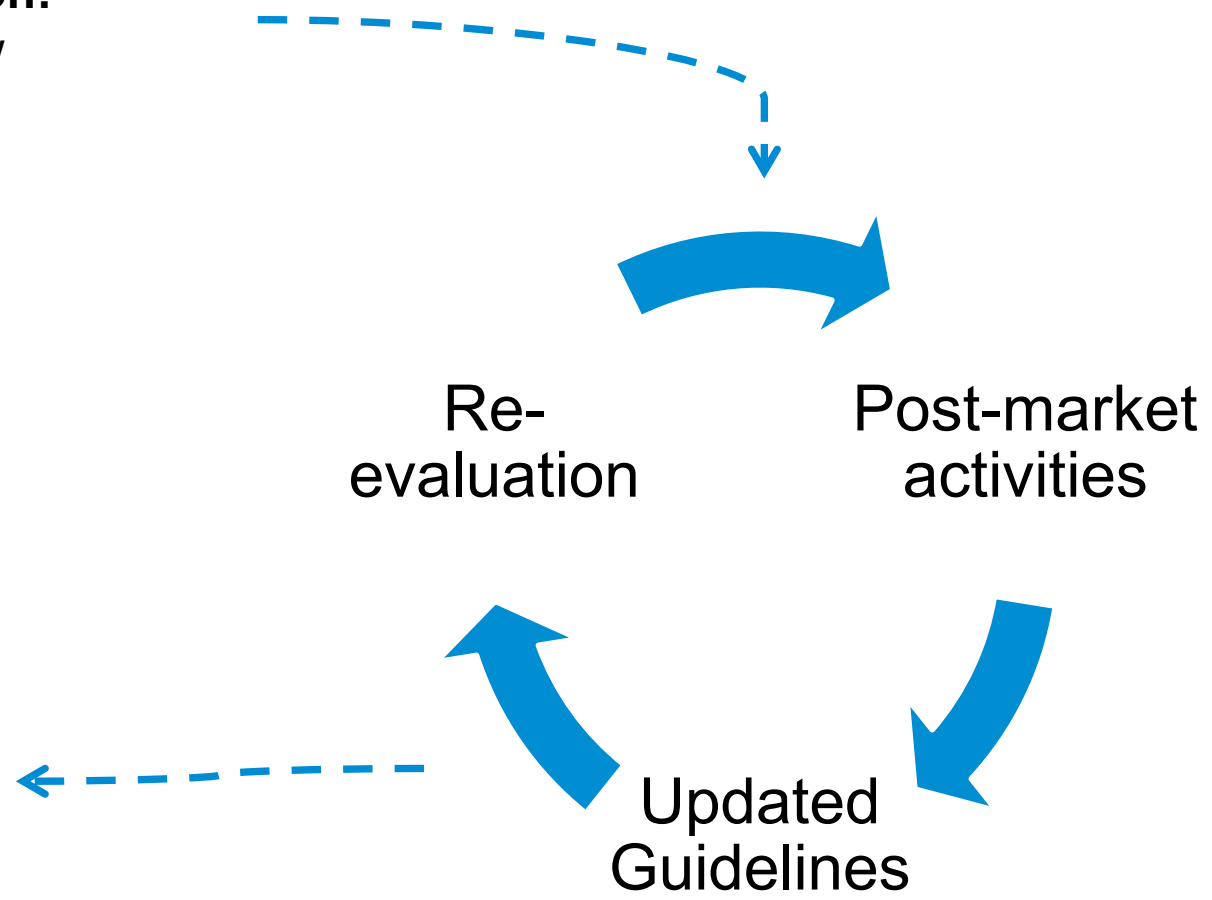 Re-
evaluation
Post-market
activities
Updated
Guidelines